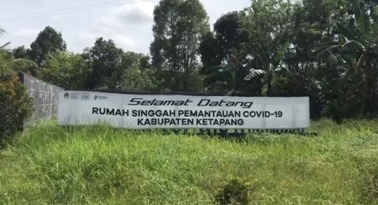 Selamat Datang
RUMAH SINGGAH PEMANTAUAN COVID-19
KABUPATEN KETAPANG